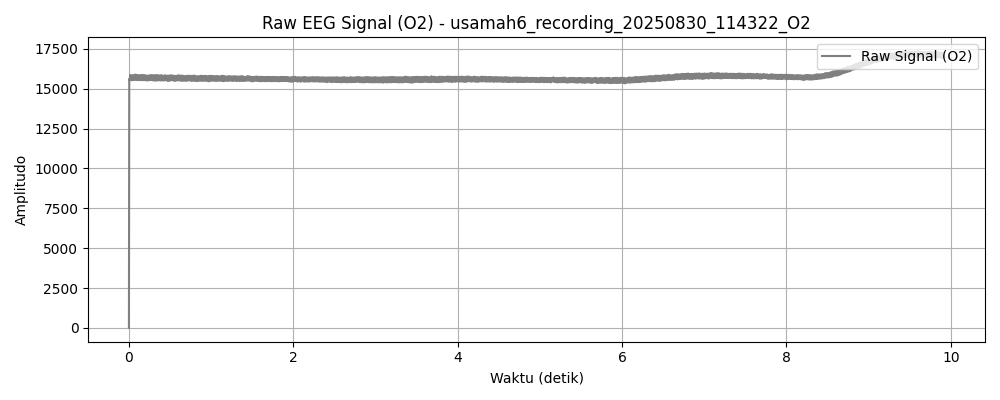 Raw EEG Signal (O2) - usamah6_recording_20250830_114322_O2
17500
15000
12500
10000
7500
5000
2500
0
Amplitudo
Raw Signal (O2)
0 2 4 6 8 10
Waktu (detik)